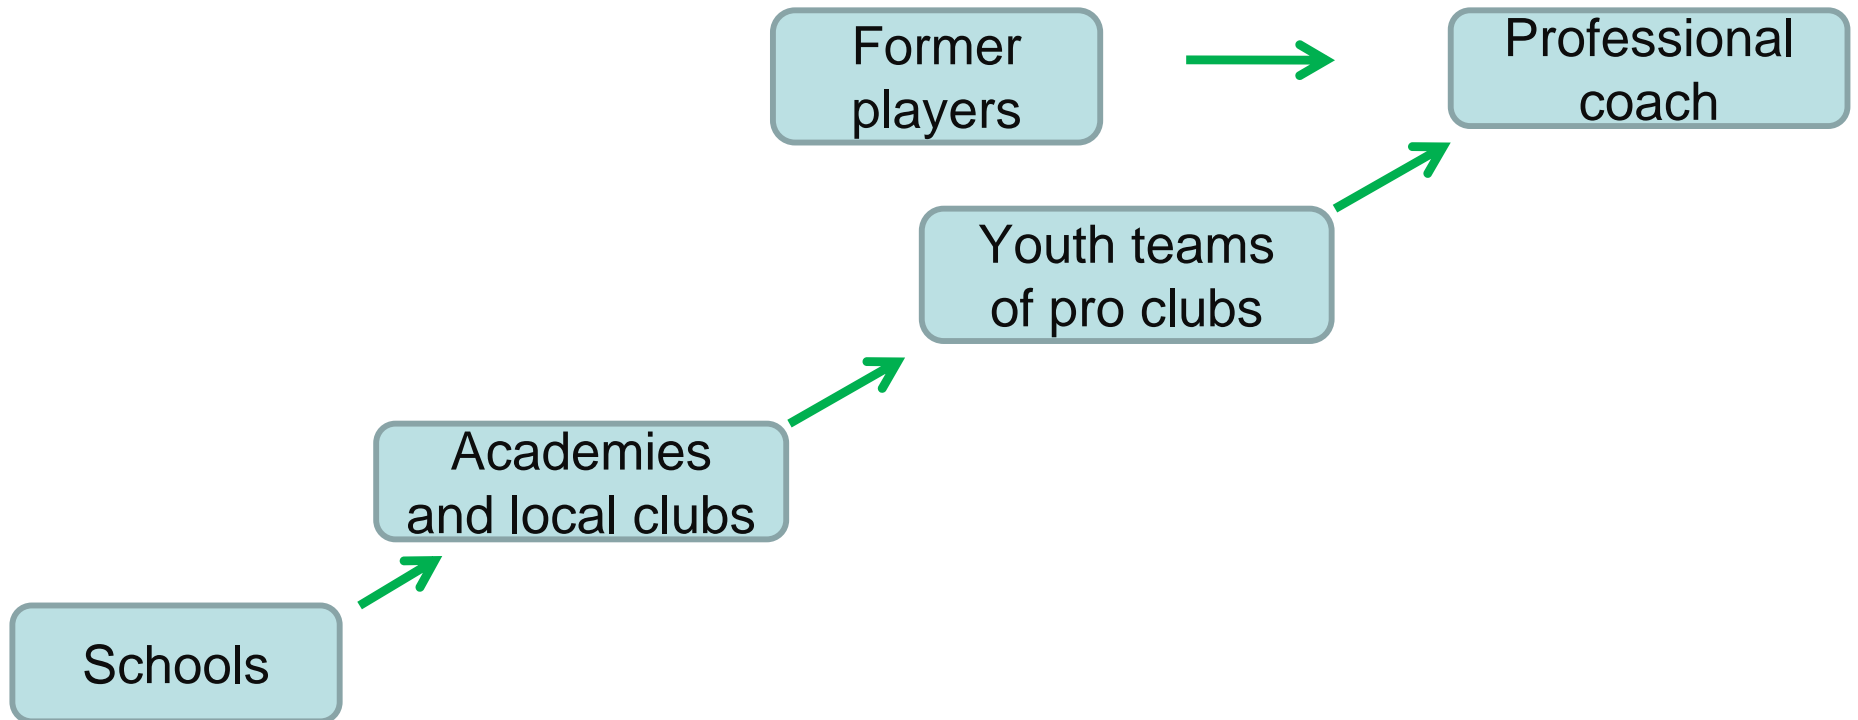 Former
players
Professional
coach
Youth teams
of pro clubs
Academies
and local clubs
Schools